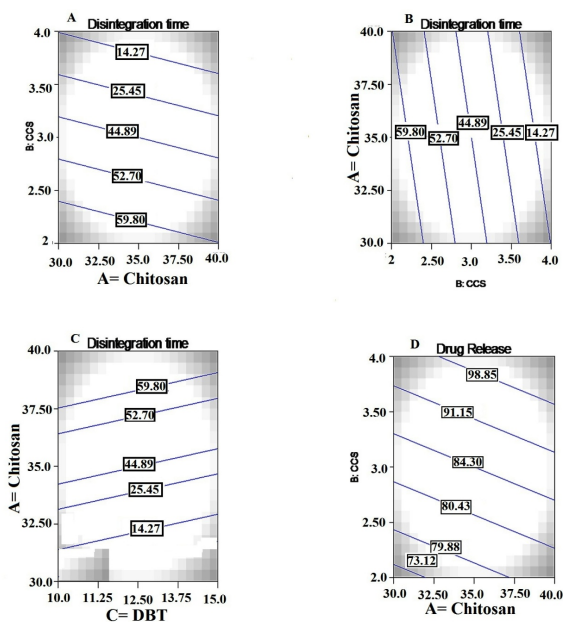 A
Disintegration time
4.0
3.50
3.0
2.50
2
B: CCS
14.27
25.45
44.89
52.70
59.80
30.0 32.50 35.0 37.50 40.0
A= Chitosan
B
Disintegration time
40.0
37.50
35.0
32.50
30.0
A= Chitosan
59.80 52.70 44.89 25.45 14.27
2 2.50 3.0 3.50 4.0
B: CCS
C
Disintegration time
40.0
37.50
35.0
32.50
30.0
A= Chitosan
59.80
52.70
44.89
25.45
14.27
10.0 11.25 12.50 13.75 15.0
C= DBT
D
Drug Release
4.0
3.50
3.0
2.50
2.0
B: CCS
98.85
91.15
84.30
80.43
79.88
73.12
30.0 32.50 35.0 37.50 40.0
A= Chitosan